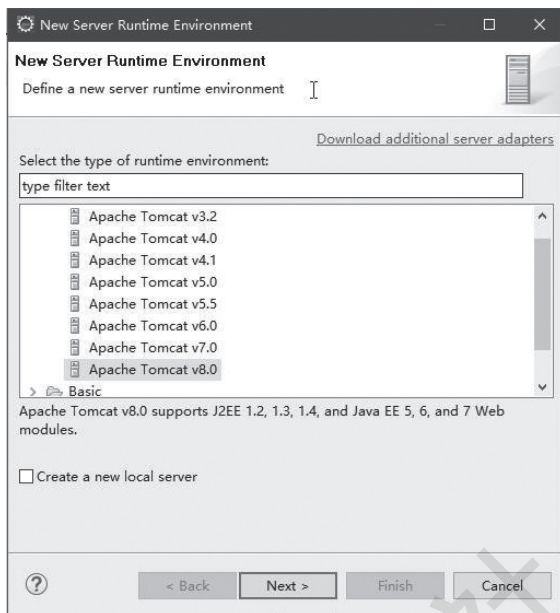 New Server Runtime Environment
New Server Runtime Environment
Define a new server runtime environment
Download additional server adapters
Select the type of runtime environment:
type filter text
Apache Tomcat v3.2
Apache Tomcat v4.0
Apache Tomcat v4.1
Apache Tomcat v5.0
Apache Tomcat v5.5
Apache Tomcat v6.0
Apache Tomcat v7.0
Apache Tomcat v8.0
> Basic
Apache Tomcat v8.0 supports J2EE 1.2, 1.3, 1.4, and Java EE 5, 6, and 7 Web
modules.
Create a new local server
? < Back Next > Finish Cancel